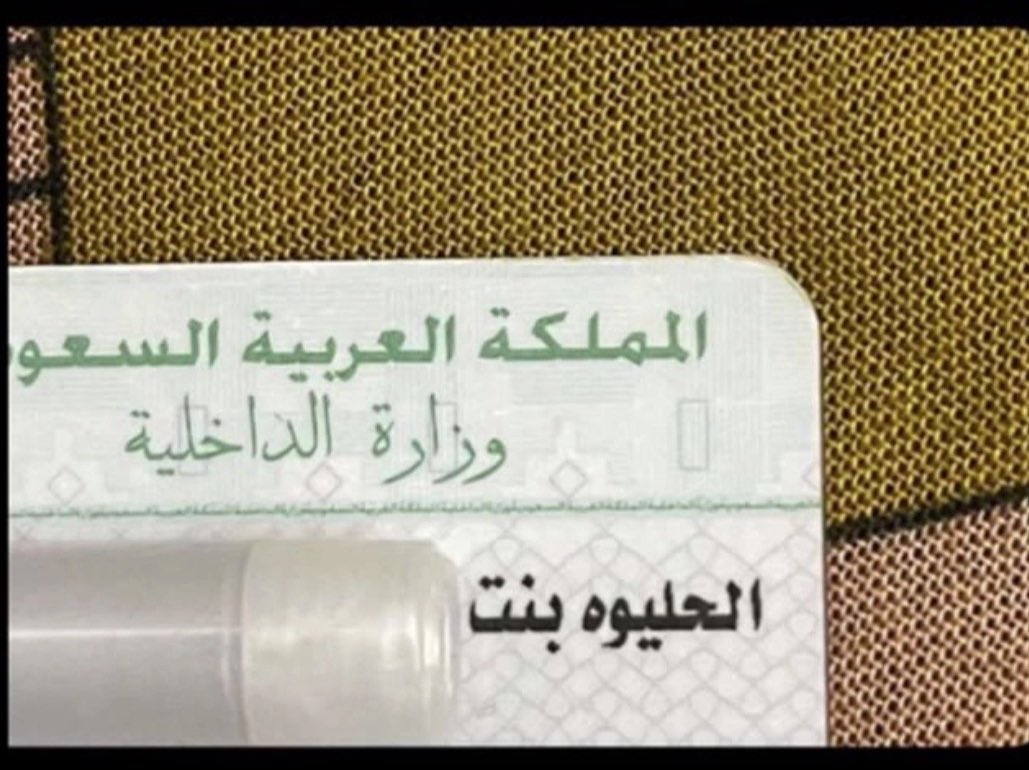 المملكة العربية السعو
وزارة الداخلية
الحليوه بنت